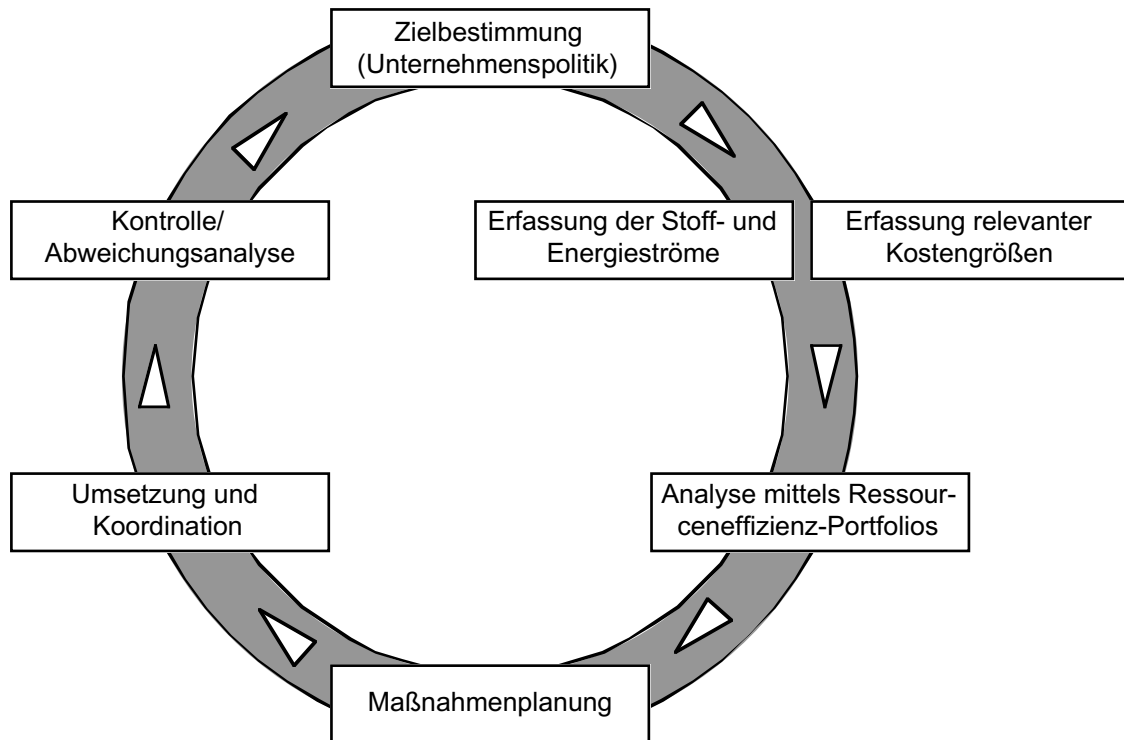 Zielbestimmung
(Unternehmenspolitik)
Kontrolle/
Abweichungsanalyse
Erfassung der Stoff- und
Energieströme
Erfassung relevanter
Kostengrößen
Umsetzung und
Koordination
Analyse mittels Ressour-
ceneffizienz-Portfolios
Maßnahmenplanung